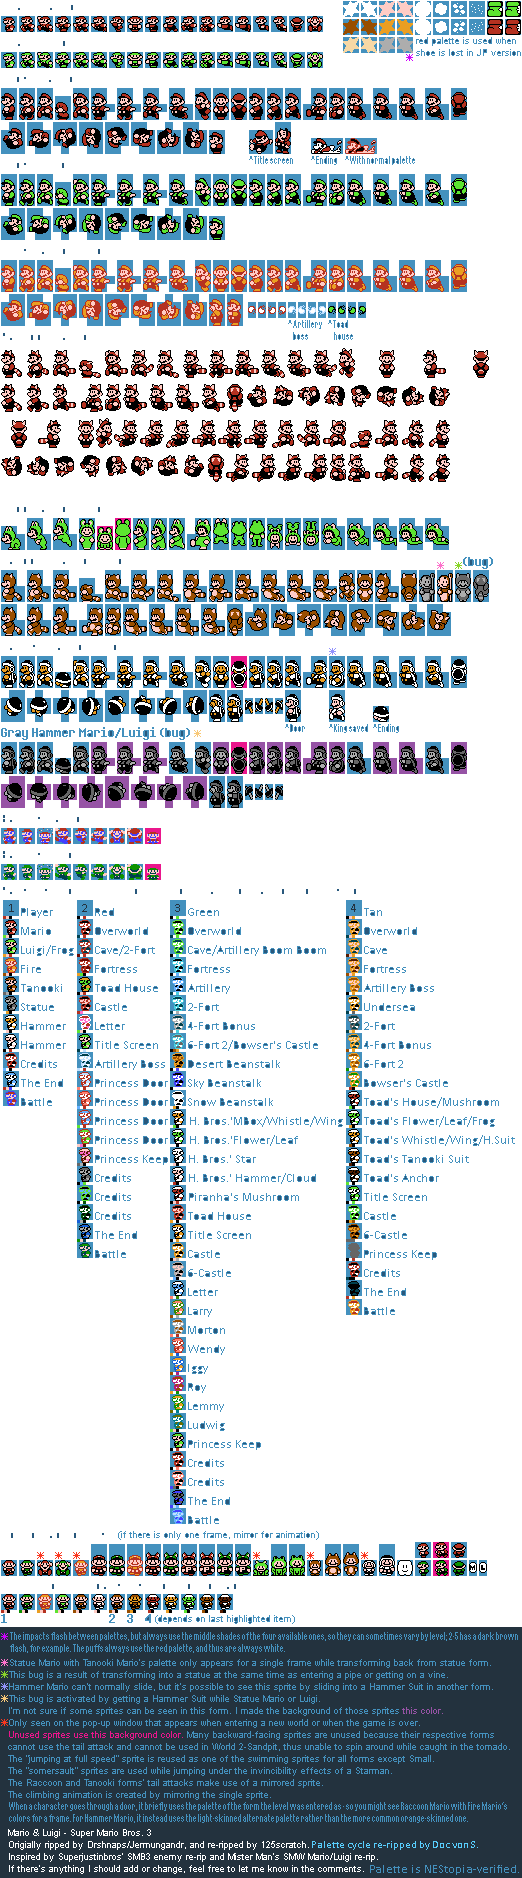 red palette is used when
shoe is lost in JP version
^Title screen
^Ending
^With normal palette
^Artillery boss
^Toad house
(bug)
^Door
^King saved
^Ending
Gray Hammer Mario/Luigi (bug)
1 Player
Mario
Luigi/Frog
Fire
Tanooki
Statue
Hammer
Hammer
Credits
The End
Battle
2 Red
Overworld
Cave/2-Fort
Fortress
Toad House
Castle
Letter
Title Screen
Artillery Boss
Princess Door
Princess Door
Princess Door
Princess Door
Princess Keep
Credits
Credits
Credits
The End
Battle
3 Green
Overworld
Cave/Artillery Boom Boom
Fortress
Artillery
2-Fort
4-Fort Bonus
6-Fort 2/Bowser's Castle
Desert Beanstalk
Sky Beanstalk
Snow Beanstalk
H. Bros.'MBox/Whistle/Wing
H. Bros.'Flower/Leaf
H. Bros.' Star
H. Bros.' Hammer/Cloud
Piranha's Mushroom
Toad House
Title Screen
Castle
6-Castle
Letter
Larry
Morton
Wendy
Iggy
Roy
Lemmy
Ludwig
Princess Keep
Credits
Credits
The End
Battle
4 Tan
Overworld
Cave
Fortress
Artillery Boss
Undersea
2-Fort
4-Fort Bonus
6-Fort 2
Bowser's Castle
Toad's House/Mushroom
Toad's Flower/Leaf/Frog
Toad's Whistle/Wing/H.Suit
Toad's Tanooki Suit
Toad's Anchor
Title Screen
Castle
6-Castle
Princess Keep
Credits
The End
Battle
(if there is only one frame, mirror for animation)
M L
1 2 3 4 (depends on last highlighted item)
The impacts flash between palettes, but always use the middle shades of the four available ones, so they can sometimes vary by level; 2-5 has a dark brown
flash, for example. The puffs always use the red palette, and thus are always white.
Statue Mario with Tanooki Mario's palette only appears for a single frame while transforming back from statue form.
This bug is a result of transforming into a statue at the same time as entering a pipe or getting on a vine.
Hammer Mario can't normally slide, but it's possible to see this sprite by sliding into a Hammer Suit in another form.
This bug is activated by getting a Hammer Suit while Statue Mario or Luigi.
I'm not sure if some sprites can be seen in this form. I made the background of those sprites this color.
Only seen on the pop-up window that appears when entering a new world or when the game is over.
Unused sprites use this background color. Many backward-facing sprites are unused because their respective forms
cannot use the tail attack and cannot be used in World 2-Sandpit, thus unable to spin around while caught in the tornado.
The "jumping at full speed" sprite is reused as one of the swimming sprites for all forms except Small.
The "somersault" sprites are used while jumping under the invincibility effects of a Starman.
The Raccoon and Tanooki forms' tail attacks make use of a mirrored sprite.
The climbing animation is created by mirroring the single sprite.
When a character goes through a door, it briefly uses the palette of the form the level was entered as - so you might see Raccoon Mario with Fire Mario's
colors for a frame. For Hammer Mario, it instead uses the light-skinned alternate palette rather than the more common orange-skinned one.
Mario & Luigi - Super Mario Bros. 3
Origially ripped by Drshnaps/Jermungandr, and re-ripped by 125scratch. Palette cycle re-ripped by Doc von S.
Inspired by Superjustinbros' SMB3 enemy re-rip and Mister Man's SMW Mario/Luigi re-rip.
If there's anything I should add or change, feel free to let me know in the comments. Palette is NEStopia-verified.